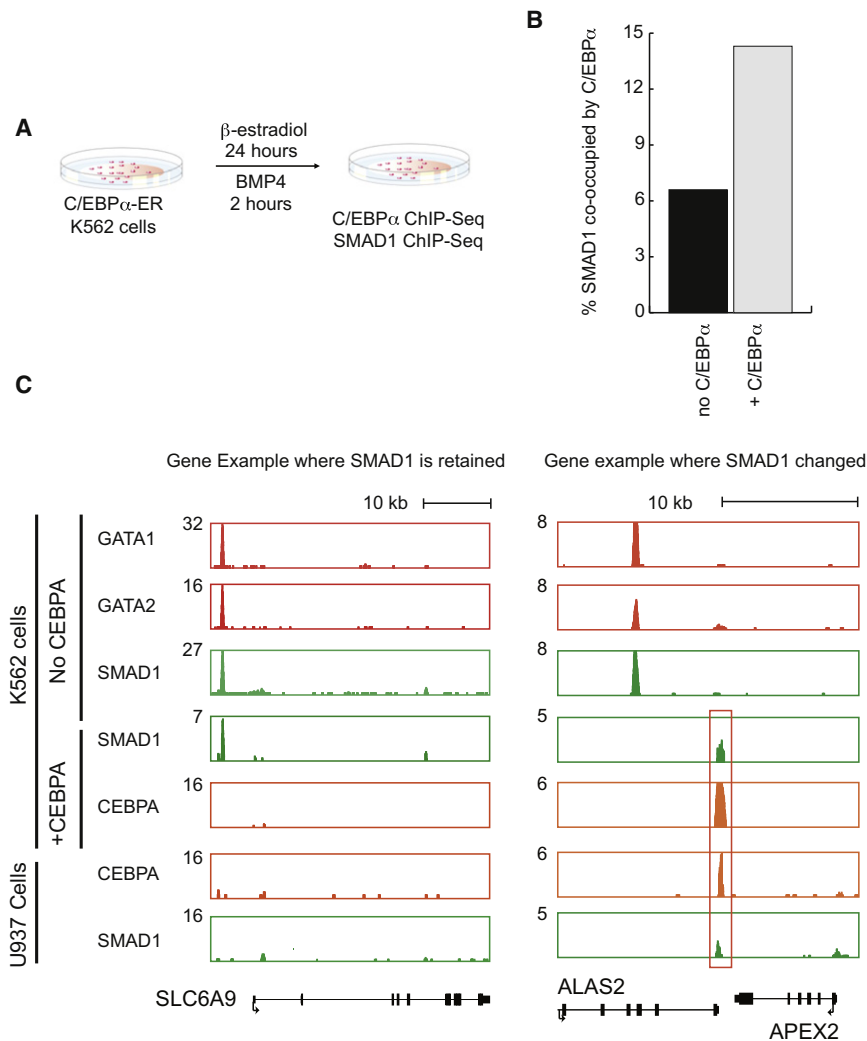 A
C/EBPα-ER
K562 cells
β-estradiol
24 hours
BMP4
2 hours
C/EBPα ChIP-Seq
SMAD1 ChIP-Seq
B
% SMAD1 co-occupied by C/EBPα
15
12
9
6
3
0
no C/EBPα
+ C/EBPα
C
Gene Example where SMAD1 is retained
Gene example where SMAD1 changed
10 kb
10 kb
K562 cells
No CEBPA
+CEBPA
U937 Cells
GATA1
32
8
GATA2
16
8
SMAD1
27
8
SMAD1
7
5
CEBPA
16
6
CEBPA
16
6
SMAD1
16
5
SLC6A9
ALAS2
APEX2